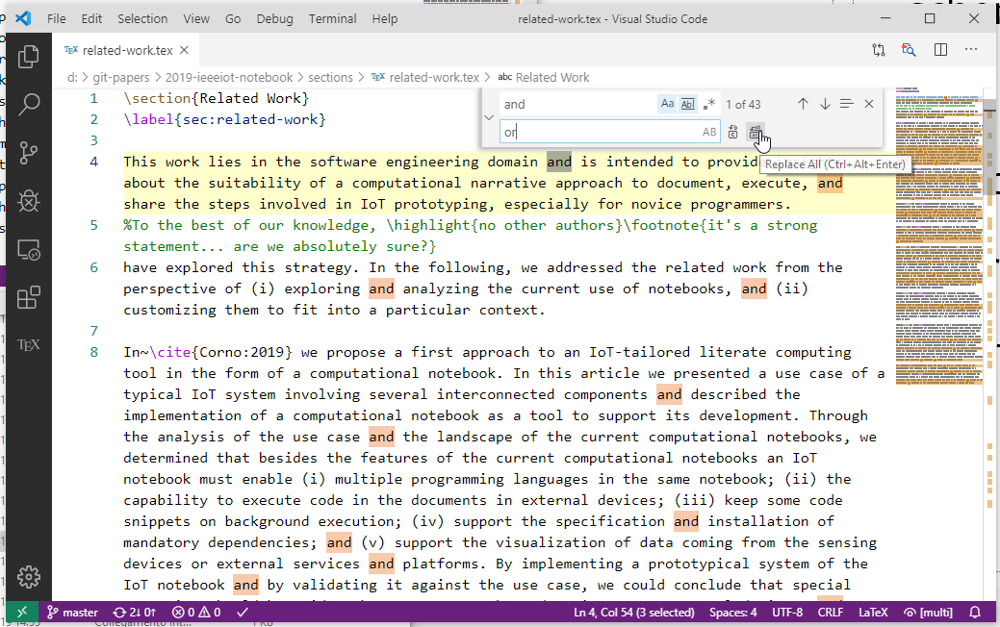 File Edit Selection View Go Debug Terminal Help related-work.tex - Visual Studio Code
TEX related-work.tex
d: > git-papers > 2019-ieeeiot-notebook > sections > TEX related-work.tex > abc Related Work
and Aa Abl .* 1 of 43
or AB
Replace All (Ctrl+Alt+Enter)
1 \section{Related Work}
2 \label{sec:related-work}
3
4 This work lies in the software engineering domain and is intended to provid
about the suitability of a computational narrative approach to document, execute, and
share the steps involved in IoT prototyping, especially for novice programmers.
5 %To the best of our knowledge, \highlight{no other authors}\footnote{it's a strong
statement... are we absolutely sure?}
6 have explored this strategy. In the following, we addressed the related work from the
perspective of (i) exploring and analyzing the current use of notebooks, and (ii)
customizing them to fit into a particular context.
7
8 In~\cite{Corno:2019} we propose a first approach to an IoT-tailored literate computing
tool in the form of a computational notebook. In this article we presented a use case of a
typical IoT system involving several interconnected components and described the
implementation of a computational notebook as a tool to support its development. Through
the analysis of the use case and the landscape of the current computational notebooks, we
determined that besides the features of the current computational notebooks an IoT
notebook must enable (i) multiple programming languages in the same notebook; (ii) the
capability to execute code in the documents in external devices; (iii) keep some code
snippets on background execution; (iv) support the specification and installation of
mandatory dependencies; and (v) support the visualization of data coming from the sensing
devices or external services and platforms. By implementing a prototypical system of the
IoT notebook and by validating it against the use case, we could conclude that special
TEX
master 2↓ 0↑ 0 0 Ln 4, Col 54 (3 selected) Spaces: 4 UTF-8 CRLF LaTeX [multi]